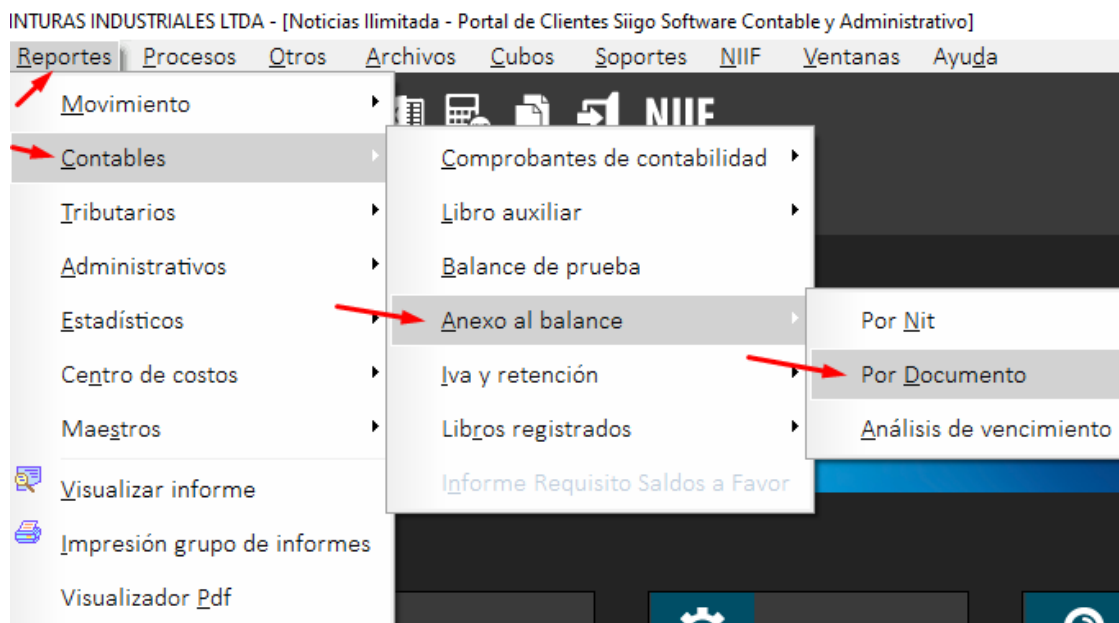 INTURAS INDUSTRIALES LTDA - [Noticias Ilimitada - Portal de Clientes Siigo Software Contable y Administrativo]
Reportes Procesos Otros Archivos Cubos Soportes NIIF Ventanas Ayuda
NIIF
Movimiento
Contables
Tributarios
Administrativos
Estadísticos
Centro de costos
Maestros
Visualizar informe
Impresión grupo de informes
Visualizador Pdf
Comprobantes de contabilidad
Libro auxiliar
Balance de prueba
Anexo al balance
Iva y retención
Libros registrados
Informe Requisito Saldos a Favor
Por Nit
Por Documento
Análisis de vencimiento